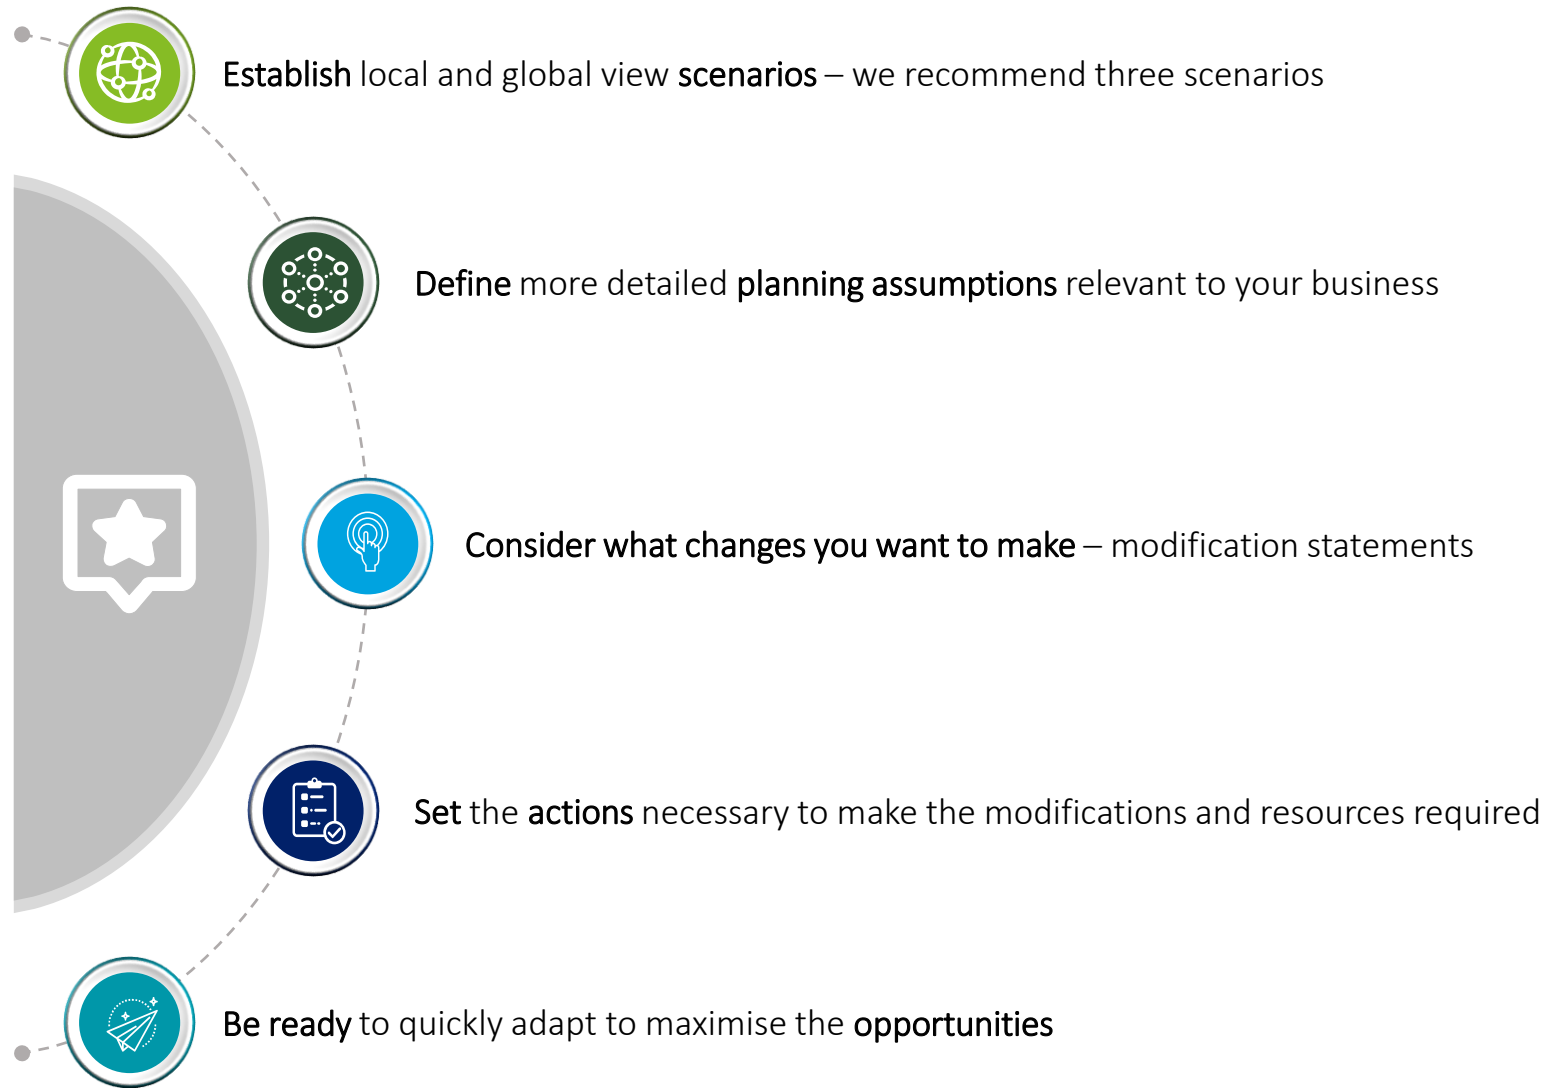 Establish local and global view scenarios – we recommend three scenarios
Define more detailed planning assumptions relevant to your business
Consider what changes you want to make – modification statements
Set the actions necessary to make the modifications and resources required
Be ready to quickly adapt to maximise the opportunities